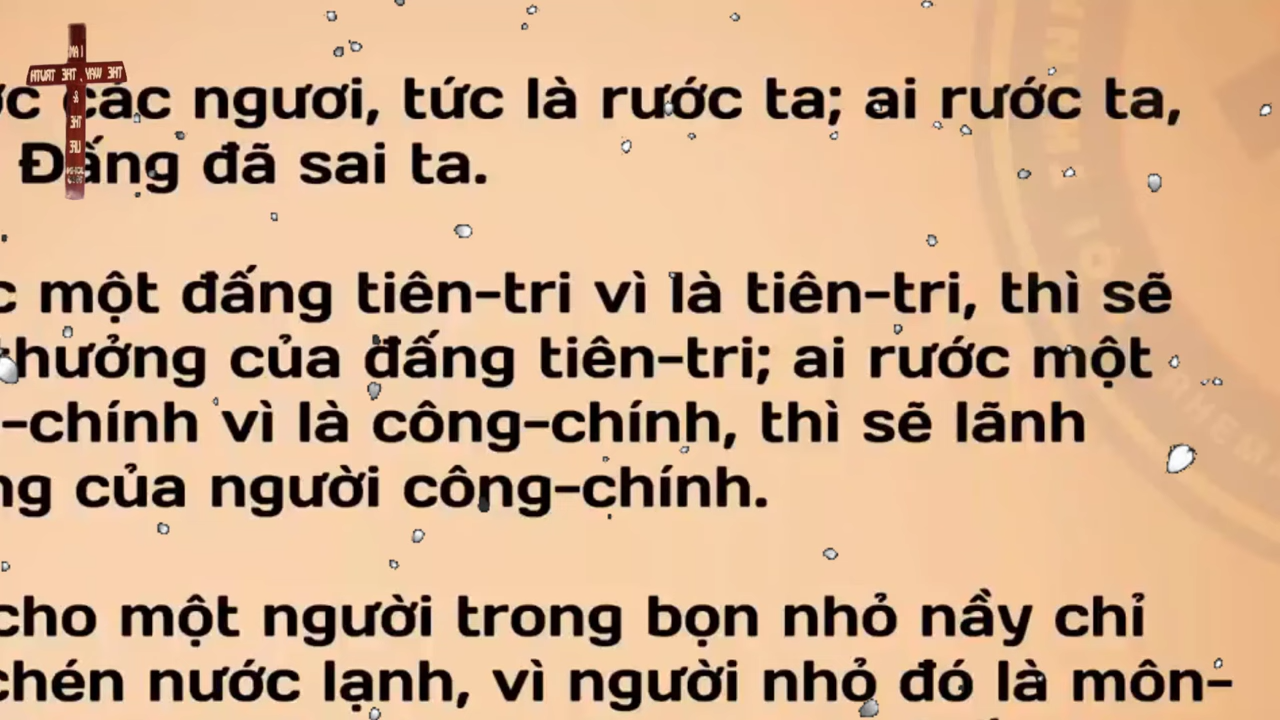 các ngươi, tức là rước ta; ai rước ta,
Đấng đã sai ta.
một đấng tiên-tri vì là tiên-tri, thì sẽ
thưởng của đấng tiên-tri; ai rước một
-chính vì là công-chính, thì sẽ lãnh
của người công-chính.
cho một người trong bọn nhỏ nầy chỉ
chén nước lạnh, vì người nhỏ đó là môn-